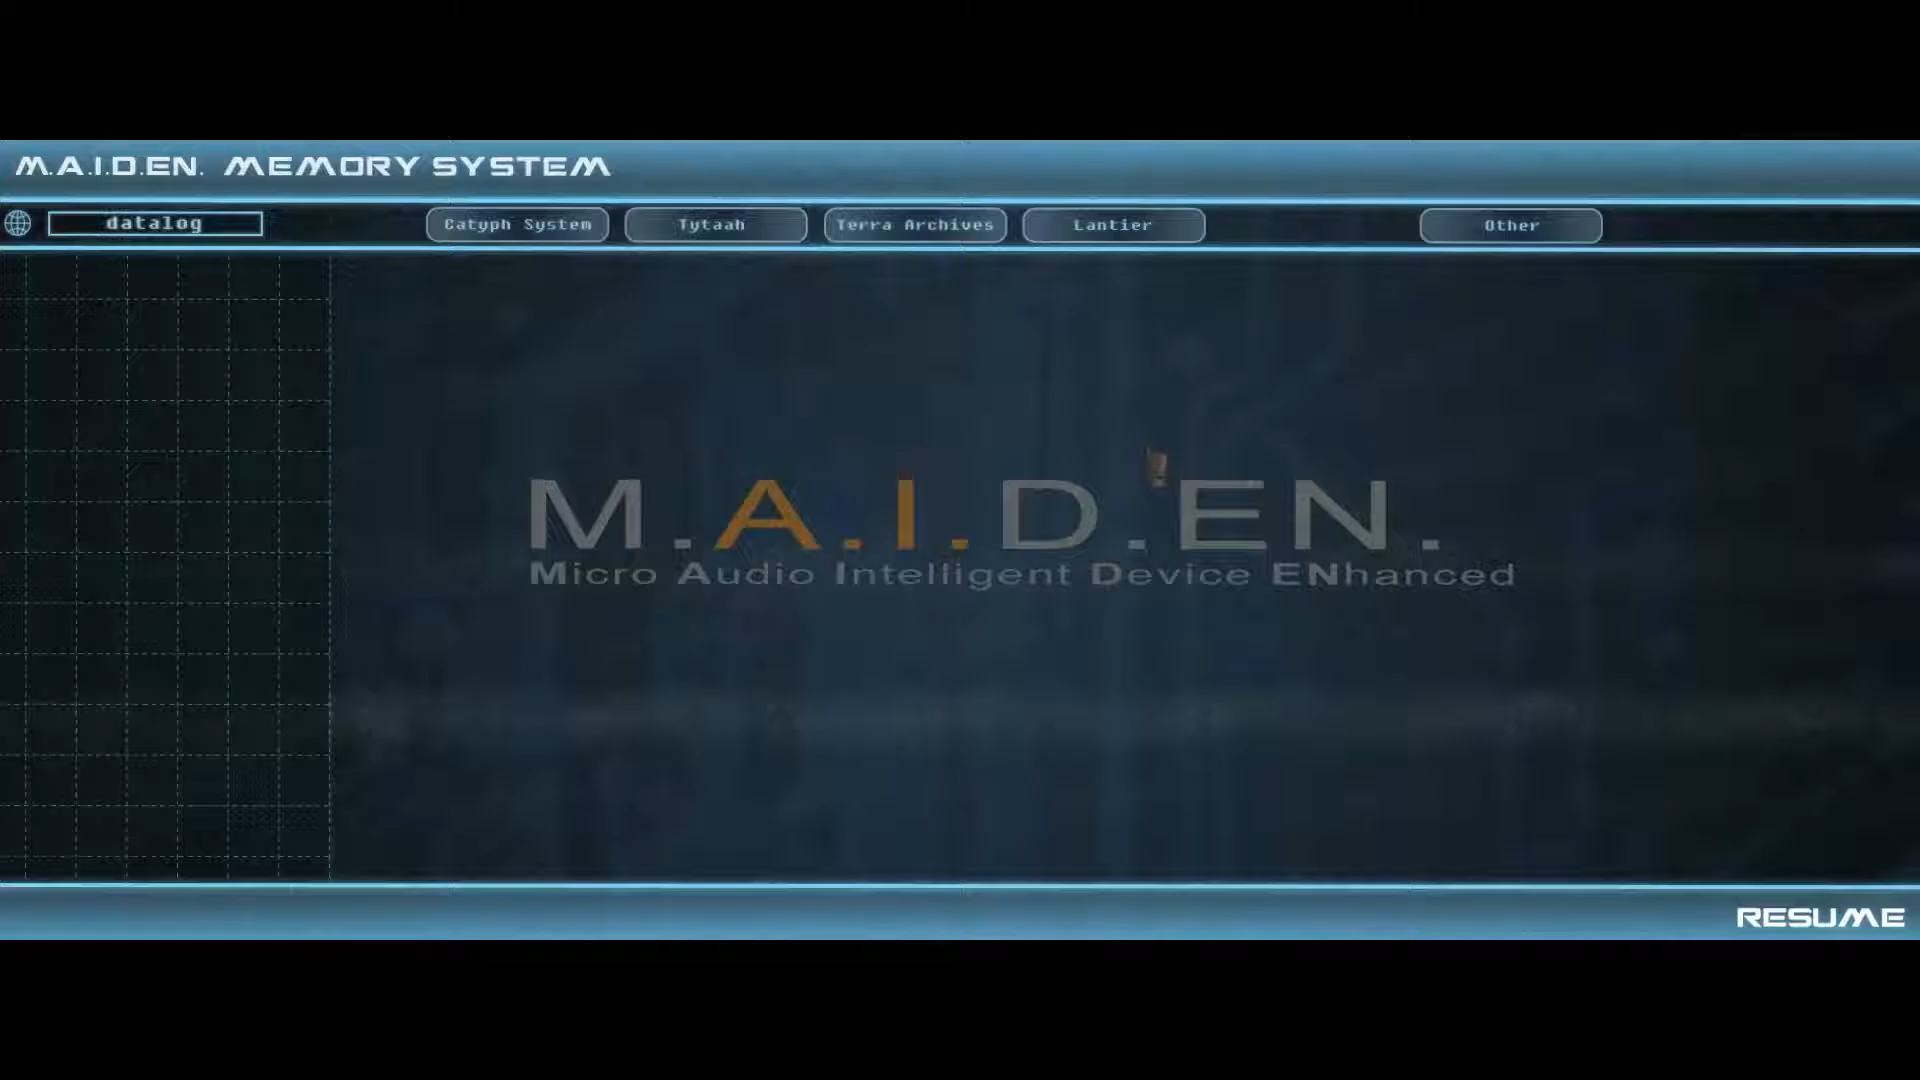 M.A.I.D.EN. MEMORY SYSTEM
datalog
Catyph System
Tytaah
Terra Archives
Lantier
Other
M.A.I.D.EN.
Micro Audio Intelligent Device ENhanced
RESUME